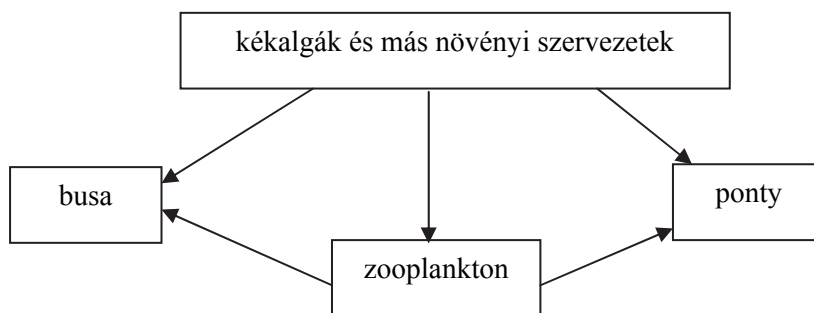 kékalgák és más növényi szervezetek
busa
ponty
zooplankton